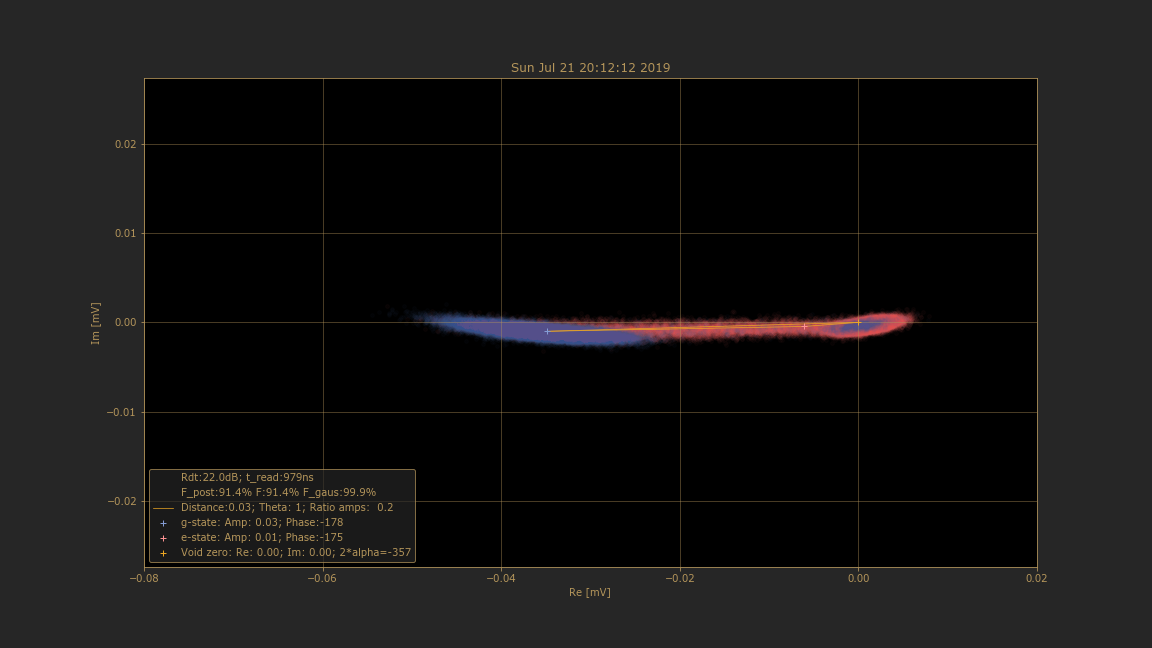 Sun Jul 21 20:12:12 2019
0.02
0.01
0.00
−0.01
−0.02
Im [mV]
Rdt:22.0dB; t_read:979ns
F_post:91.4% F:91.4% F_gaus:99.9%
Distance:0.03; Theta: 1; Ratio amps:  0.2
g-state: Amp: 0.03; Phase:-178
e-state: Amp: 0.01; Phase:-175
Void zero: Re: 0.00; Im: 0.00; 2*alpha=-357
−0.08 −0.06 −0.04 −0.02 0.00 0.02
Re [mV]